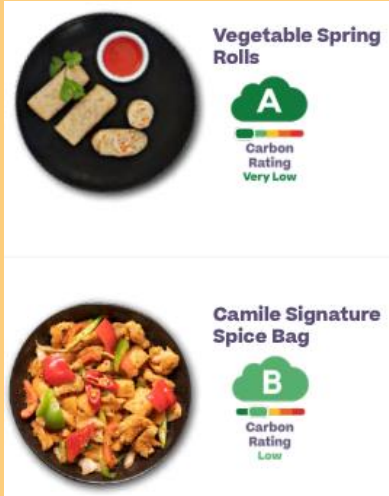 Vegetable Spring
Rolls
A
Carbon
Rating
Very Low
Camile Signature
Spice Bag
B
Carbon
Rating
Low